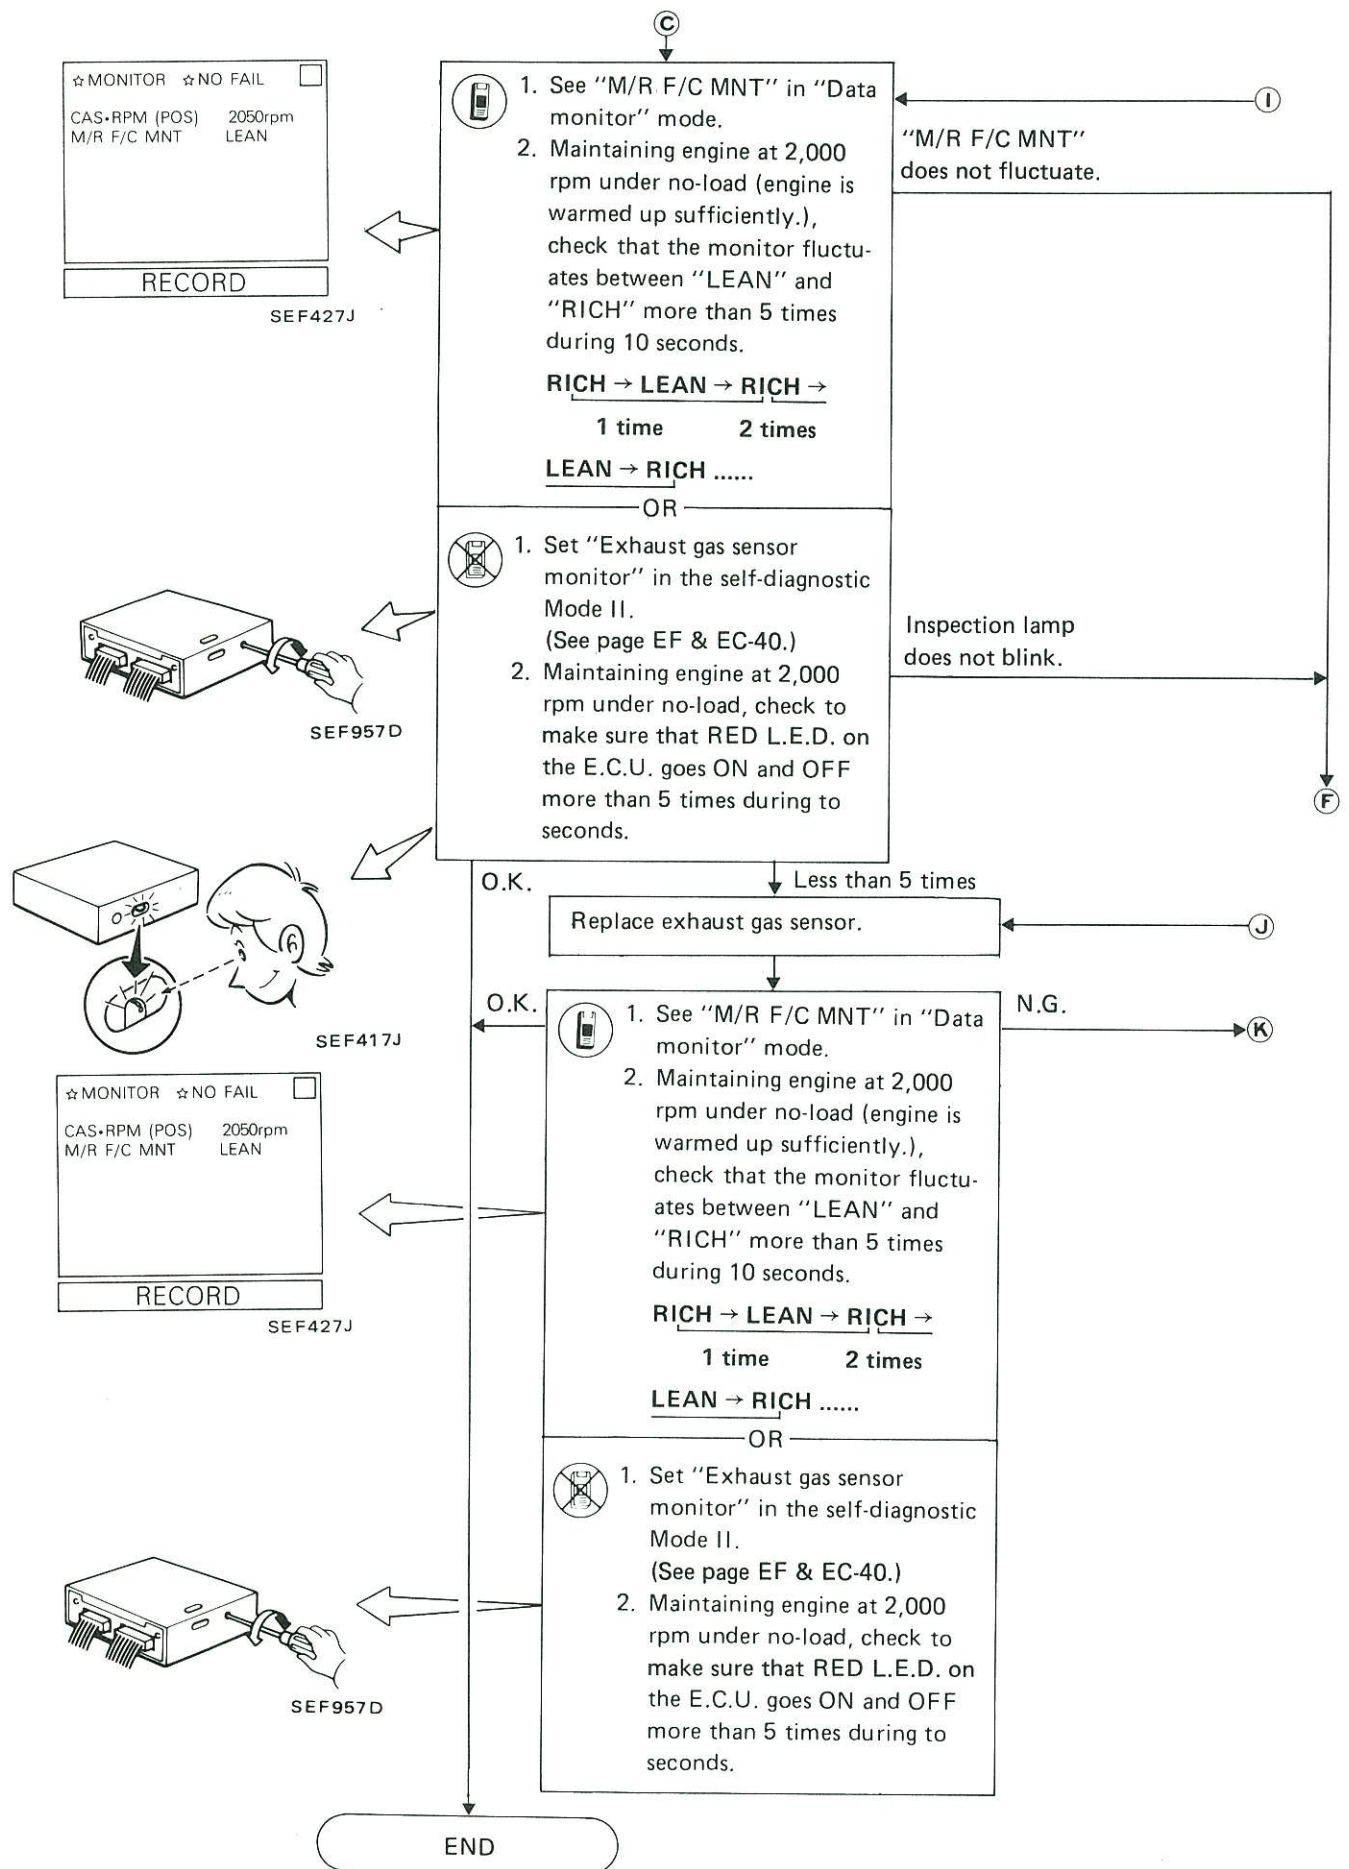 C
☆MONITOR ☆NO FAIL
CAS•RPM (POS) 2050rpm
M/R F/C MNT LEAN
RECORD
SEF427J
1. See "M/R F/C MNT" in "Data
monitor" mode.
2. Maintaining engine at 2,000
rpm under no-load (engine is
warmed up sufficiently.),
check that the monitor fluctu-
ates between "LEAN" and
"RICH" more than 5 times
during 10 seconds.
RICH → LEAN → RICH →
1 time 2 times
LEAN → RICH ......
I
"M/R F/C MNT"
does not fluctuate.
OR
1. Set "Exhaust gas sensor
monitor" in the self-diagnostic
Mode II.
(See page EF & EC-40.)
2. Maintaining engine at 2,000
rpm under no-load, check to
make sure that RED L.E.D. on
the E.C.U. goes ON and OFF
more than 5 times during to
seconds.
Inspection lamp
does not blink.
F
SEF957D
SEF417J
O.K.
Less than 5 times
Replace exhaust gas sensor.
J
O.K.
1. See "M/R F/C MNT" in "Data
monitor" mode.
2. Maintaining engine at 2,000
rpm under no-load (engine is
warmed up sufficiently.),
check that the monitor fluctu-
ates between "LEAN" and
"RICH" more than 5 times
during 10 seconds.
RICH → LEAN → RICH →
1 time 2 times
LEAN → RICH ......
N.G.
K
☆MONITOR ☆NO FAIL
CAS•RPM (POS) 2050rpm
M/R F/C MNT LEAN
RECORD
SEF427J
OR
1. Set "Exhaust gas sensor
monitor" in the self-diagnostic
Mode II.
(See page EF & EC-40.)
2. Maintaining engine at 2,000
rpm under no-load, check to
make sure that RED L.E.D. on
the E.C.U. goes ON and OFF
more than 5 times during to
seconds.
SEF957D
END